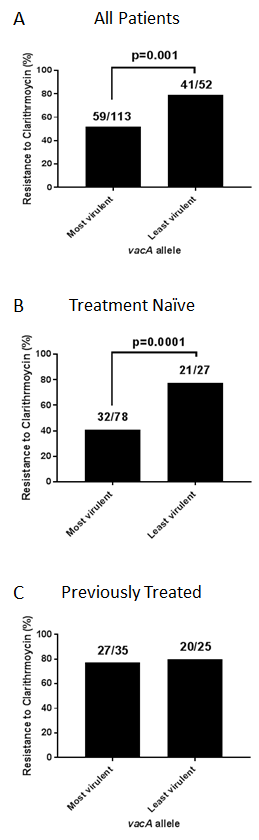 A
All Patients
p=0.001
Resistance to Clarithrmoycin (%)
100
80
60
40
20
0
59/113
41/52
Most virulent
Least virulent
vacA allele
B
Treatment Naïve
p=0.0001
Resistance to Clarithrmoycin (%)
100
80
60
40
20
0
32/78
21/27
Most virulent
Least virulent
C
Previously Treated
Resistance to Clarithrmoycin (%)
100
80
60
40
20
0
27/35
20/25
Most virulent
Least virulent
vacA allele